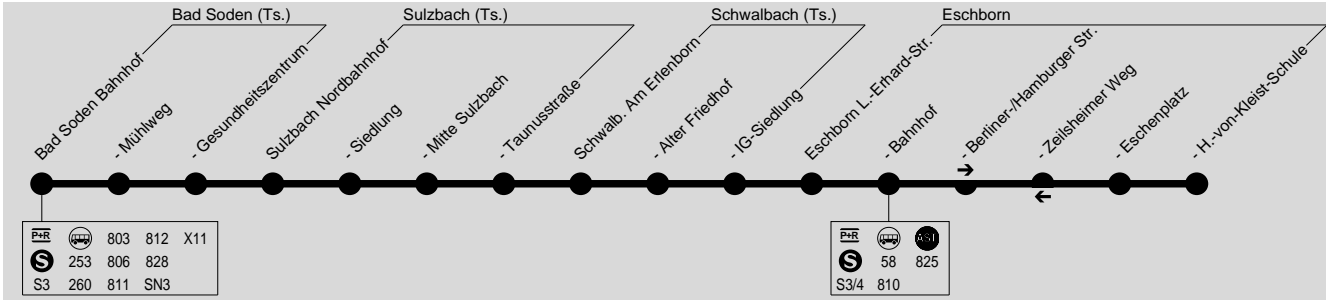 Bad Soden (Ts.)
Sulzbach (Ts.)
Schwalbach (Ts.)
Eschborn
Bad Soden Bahnhof
- Mühlweg
- Gesundheitszentrum
Sulzbach Nordbahnhof
- Siedlung
- Mitte Sulzbach
- Taunusstraße
Schwalb. Am Erlenborn
- Alter Friedhof
- IG-Siedlung
Eschborn L.-Erhard-Str.
- Bahnhof
- Berliner-/Hamburger Str.
- Zeilsheimer Weg
- Eschenplatz
- H.-von-Kleist-Schule
P+R 803 812 X11
S 253 806 828
S3 260 811 SN3
P+R AST
S 58 825
S3/4 810